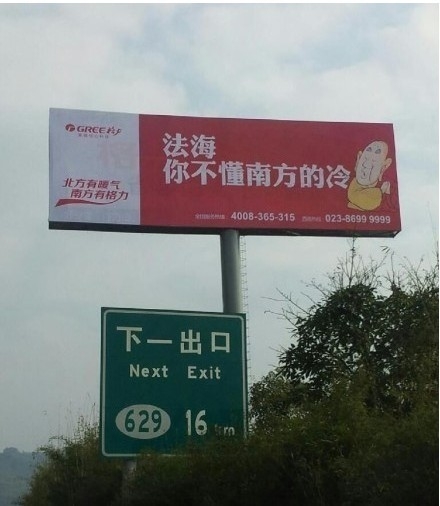 GREE格力
法海
你不懂南方的冷
北方有暖气
南方有格力
4008-365-315
023-8699 9999
下一出口
Next Exit
629 16 km